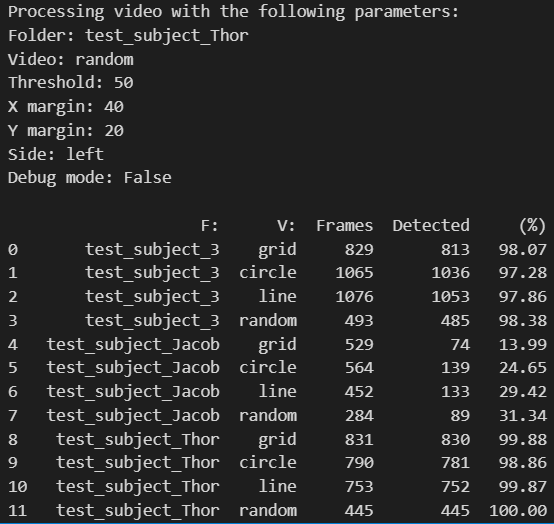 Processing video with the following parameters:
Folder: test_subject_Thor
Video: random
Threshold: 50
X margin: 40
Y margin: 20
Side: left
Debug mode: False
F: V: Frames Detected (%)
0 test_subject_3 grid 829 813 98.07
1 test_subject_3 circle 1065 1036 97.28
2 test_subject_3 line 1076 1053 97.86
3 test_subject_3 random 493 485 98.38
4 test_subject_Jacob grid 529 74 13.99
5 test_subject_Jacob circle 564 139 24.65
6 test_subject_Jacob line 452 133 29.42
7 test_subject_Jacob random 284 89 31.34
8 test_subject_Thor grid 831 830 99.88
9 test_subject_Thor circle 790 781 98.86
10 test_subject_Thor line 753 752 99.87
11 test_subject_Thor random 445 445 100.00